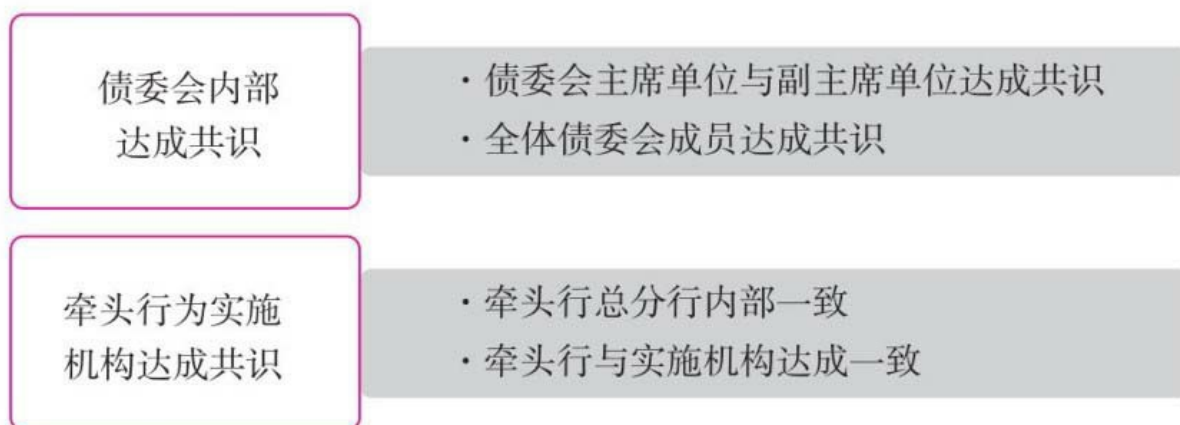 债委会内部
达成共识
·债委会主席单位与副主席单位达成共识
·全体债委会成员达成共识
牵头行为实施
机构达成共识
·牵头行总分行内部一致
·牵头行与实施机构达成一致